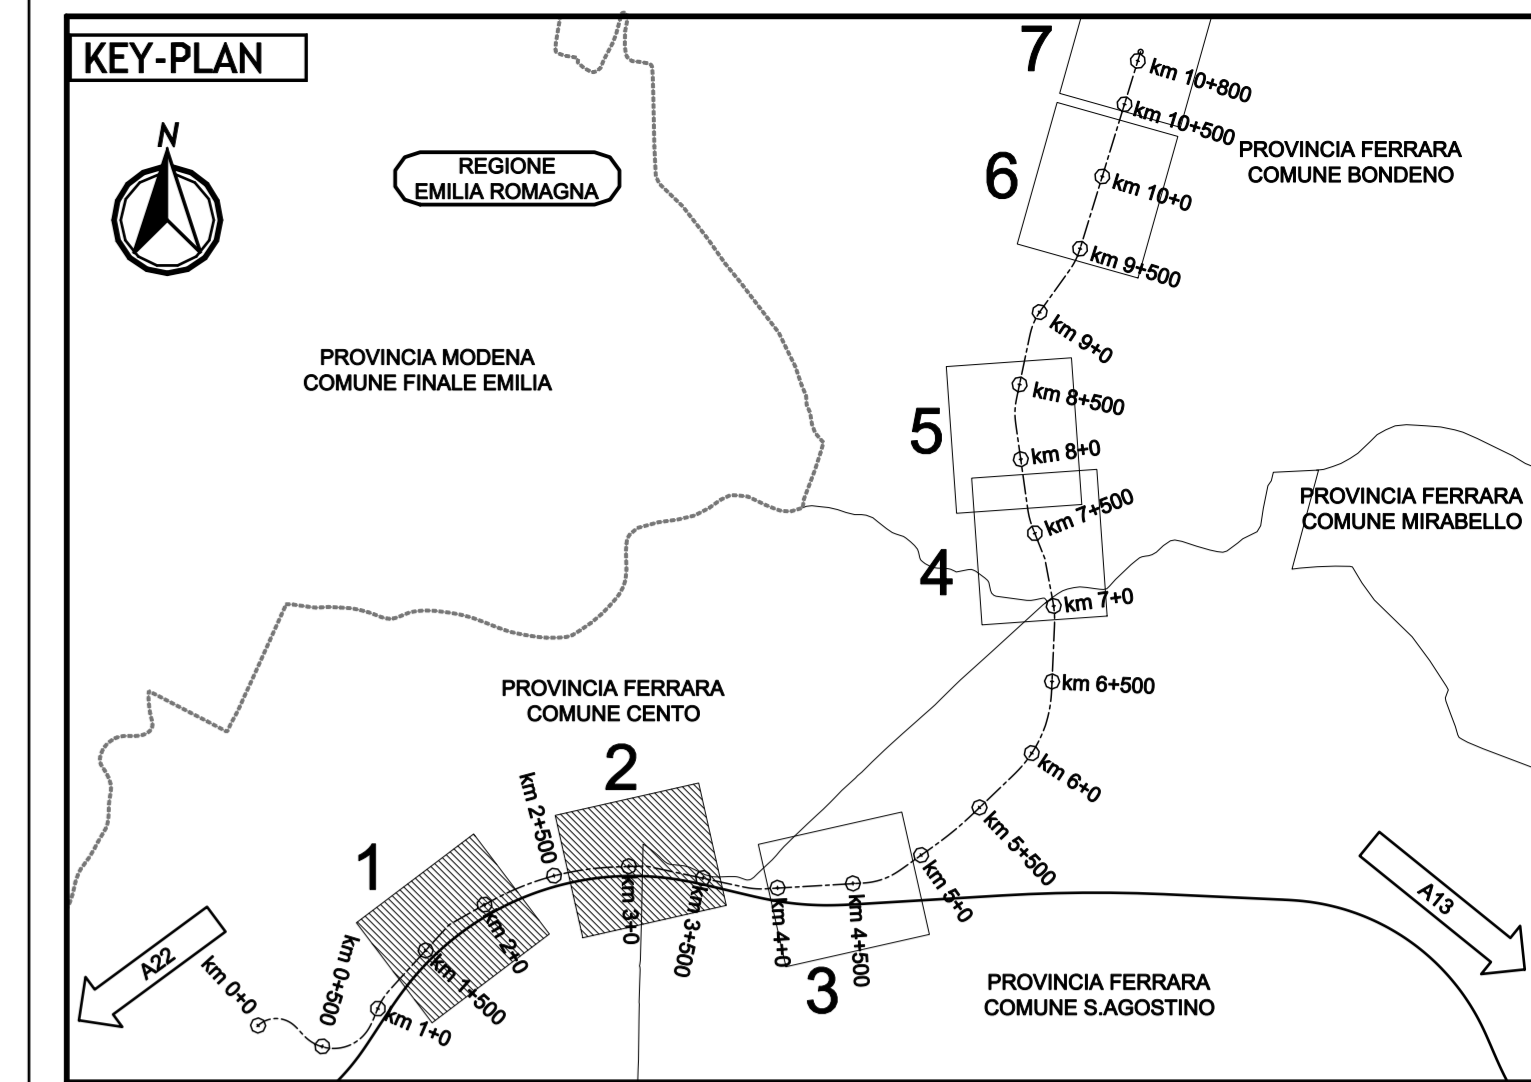 KEY-PLAN
N
REGIONE
EMILIA ROMAGNA
7
km 10+800
km 10+500
PROVINCIA FERRARA
COMUNE BONDENO
6
km 10+0
km 9+500
km 9+0
PROVINCIA MODENA
COMUNE FINALE EMILIA
5
km 8+500
km 8+0
km 7+500
PROVINCIA FERRARA
COMUNE MIRABELLO
4
km 7+0
km 6+500
PROVINCIA FERRARA
COMUNE CENTO
km 6+0
2
km 2+500
km 5+500
1
km 3+0
km 3+500
km 5+0
A13
km 2+0
km 4+0
km 4+500
A22
km 0+0
km 0+500
km 1+500
km 1+0
3
PROVINCIA FERRARA
COMUNE S.AGOSTINO